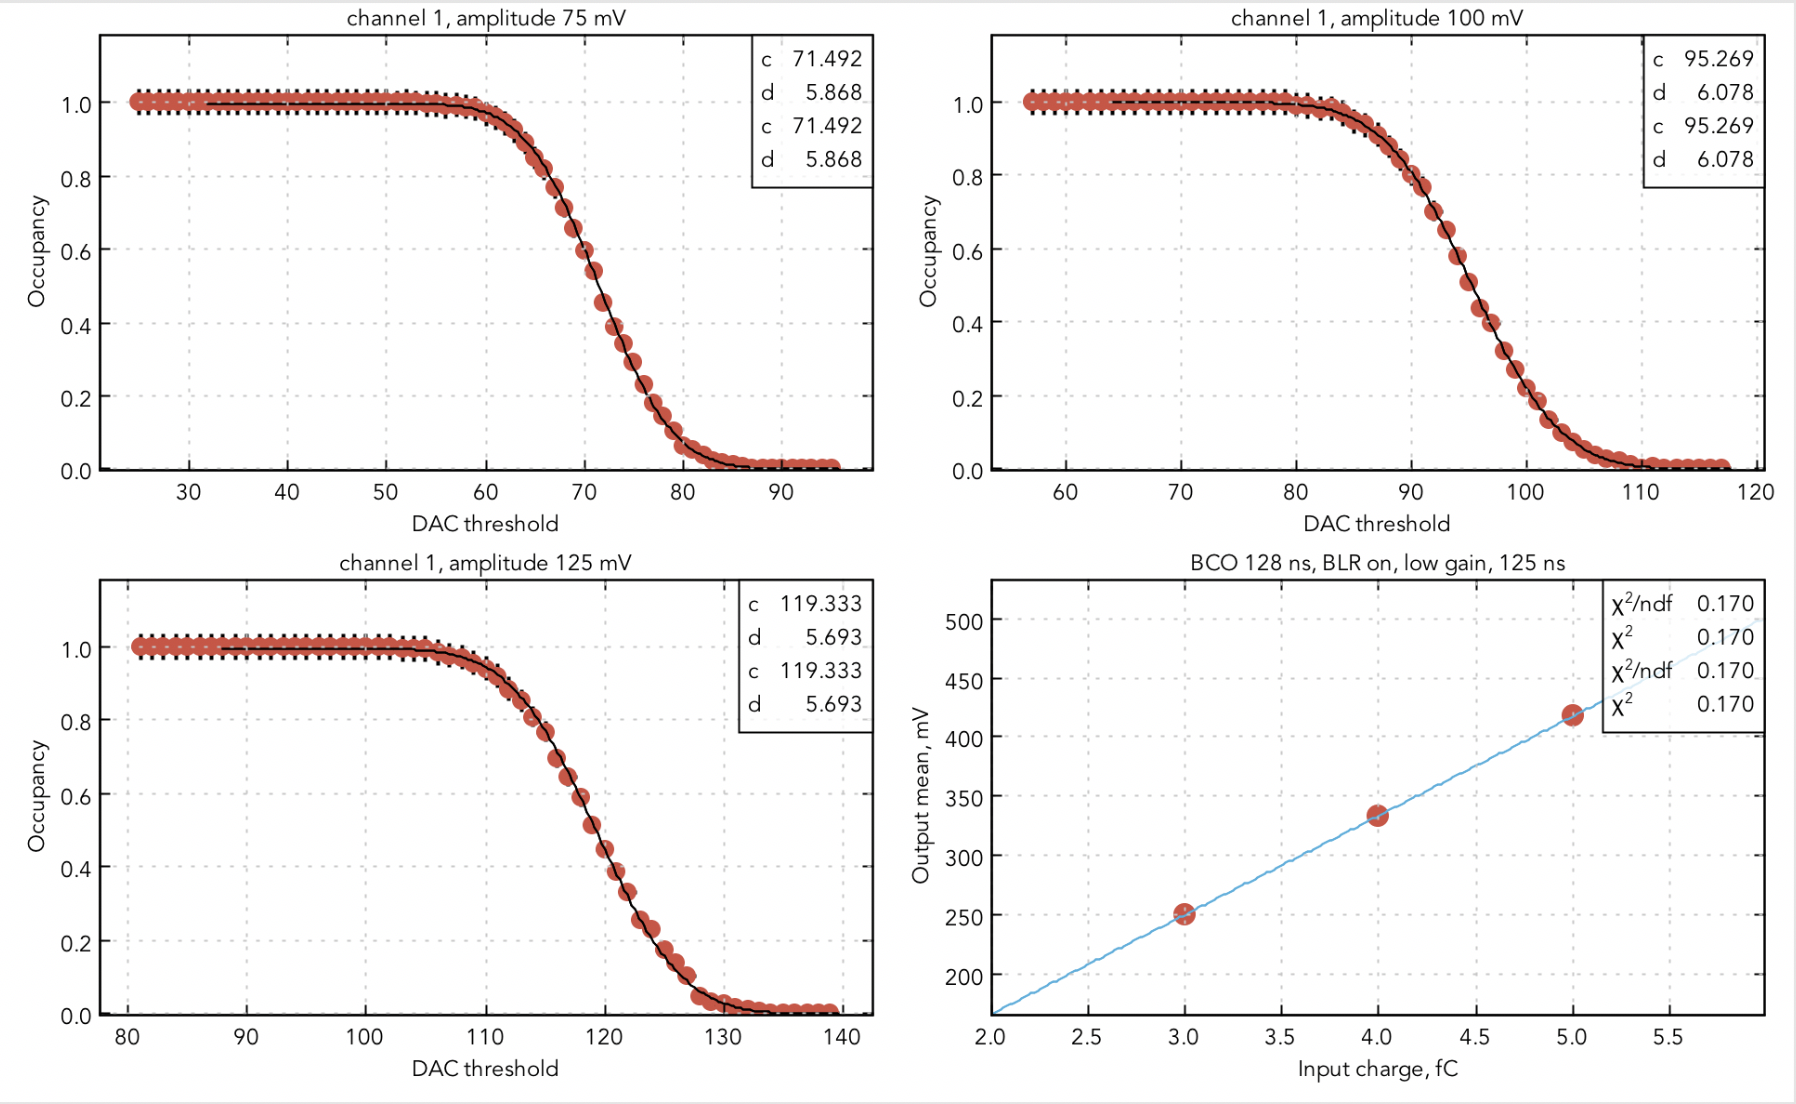 channel 1, amplitude 75 mV
c 71.492
d 5.868
c 71.492
d 5.868
1.0
0.8
0.6
0.4
0.2
0.0
Occupancy
30 40 50 60 70 80 90
DAC threshold
channel 1, amplitude 100 mV
c 95.269
d 6.078
c 95.269
d 6.078
1.0
0.8
0.6
0.4
0.2
0.0
Occupancy
60 70 80 90 100 110 120
DAC threshold
channel 1, amplitude 125 mV
c 119.333
d 5.693
c 119.333
d 5.693
1.0
0.8
0.6
0.4
0.2
0.0
Occupancy
80 90 100 110 120 130 140
DAC threshold
BCO 128 ns, BLR on, low gain, 125 ns
χ²/ndf 0.170
χ² 0.170
χ²/ndf 0.170
χ² 0.170
500
450
400
350
300
250
200
Output mean, mV
2.0 2.5 3.0 3.5 4.0 4.5 5.0 5.5
Input charge, fC